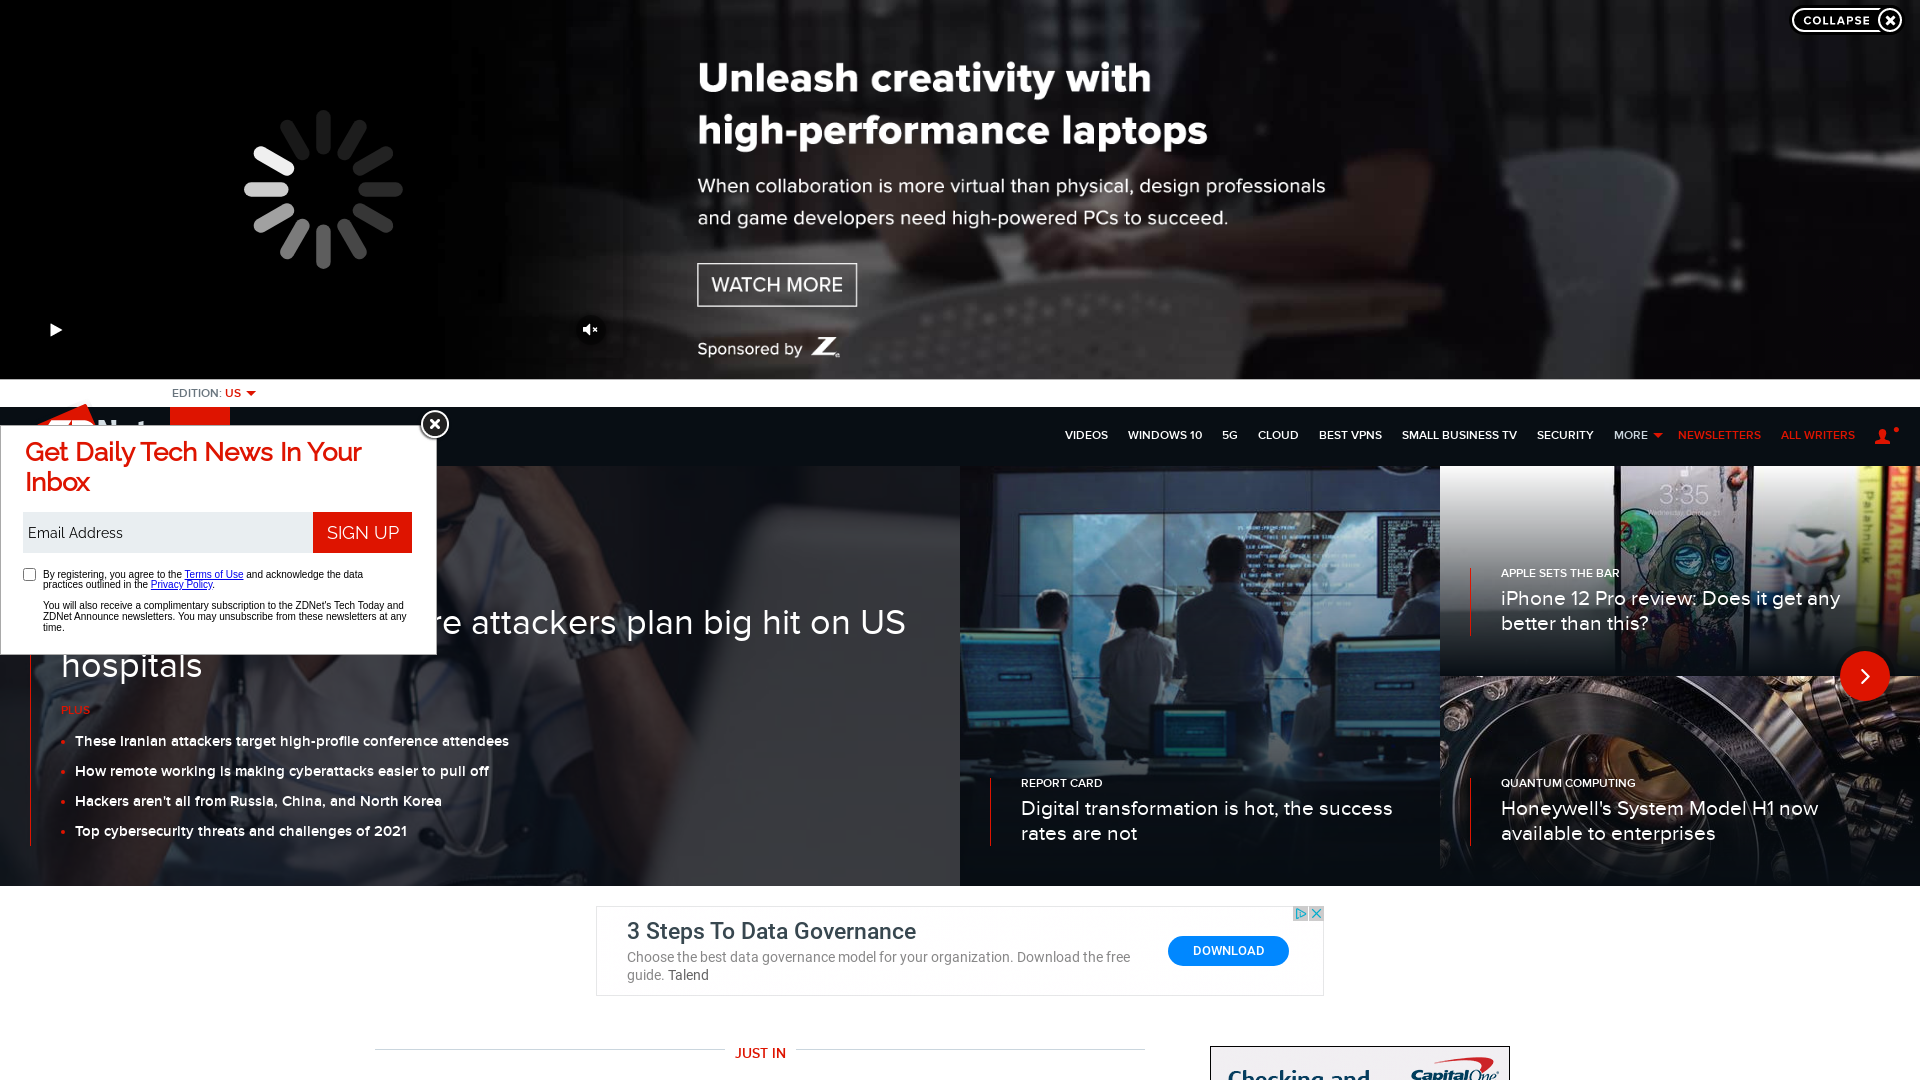 COLLAPSE
Unleash creativity with
high-performance laptops
When collaboration is more virtual than physical, design professionals
and game developers need high-powered PCs to succeed.
WATCH MORE
Sponsored by Z
EDITION: US
VIDEOS WINDOWS 10 5G CLOUD BEST VPNS SMALL BUSINESS TV SECURITY MORE NEWSLETTERS ALL WRITERS
Get Daily Tech News In Your
Inbox
Email Address SIGN UP
By registering, you agree to the Terms of Use and acknowledge the data
practices outlined in the Privacy Policy.
You will also receive a complimentary subscription to the ZDNet's Tech Today and
ZDNet Announce newsletters. You may unsubscribe from these newsletters at any
time.
attackers plan big hit on US
hospitals
PLUS
These Iranian attackers target high-profile conference attendees
How remote working is making cyberattacks easier to pull off
Hackers aren't all from Russia, China, and North Korea
Top cybersecurity threats and challenges of 2021
REPORT CARD
Digital transformation is hot, the success
rates are not
3:35
Wednesday, October 21
APPLE SETS THE BAR
iPhone 12 Pro review: Does it get any
better than this?
QUANTUM COMPUTING
Honeywell's System Model H1 now
available to enterprises
3 Steps To Data Governance
Choose the best data governance model for your organization. Download the free
guide. Talend
DOWNLOAD
JUST IN
Checking and
Capital One